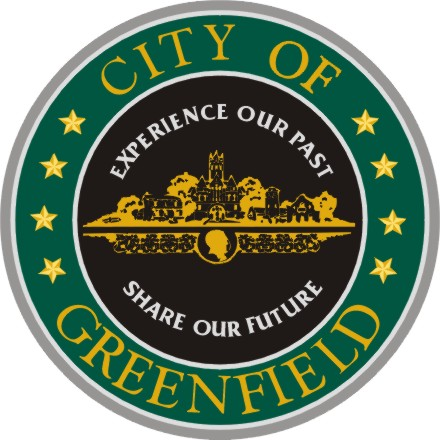 CITY OF
EXPERIENCE OUR PAST
SHARE OUR FUTURE
GREENFIELD